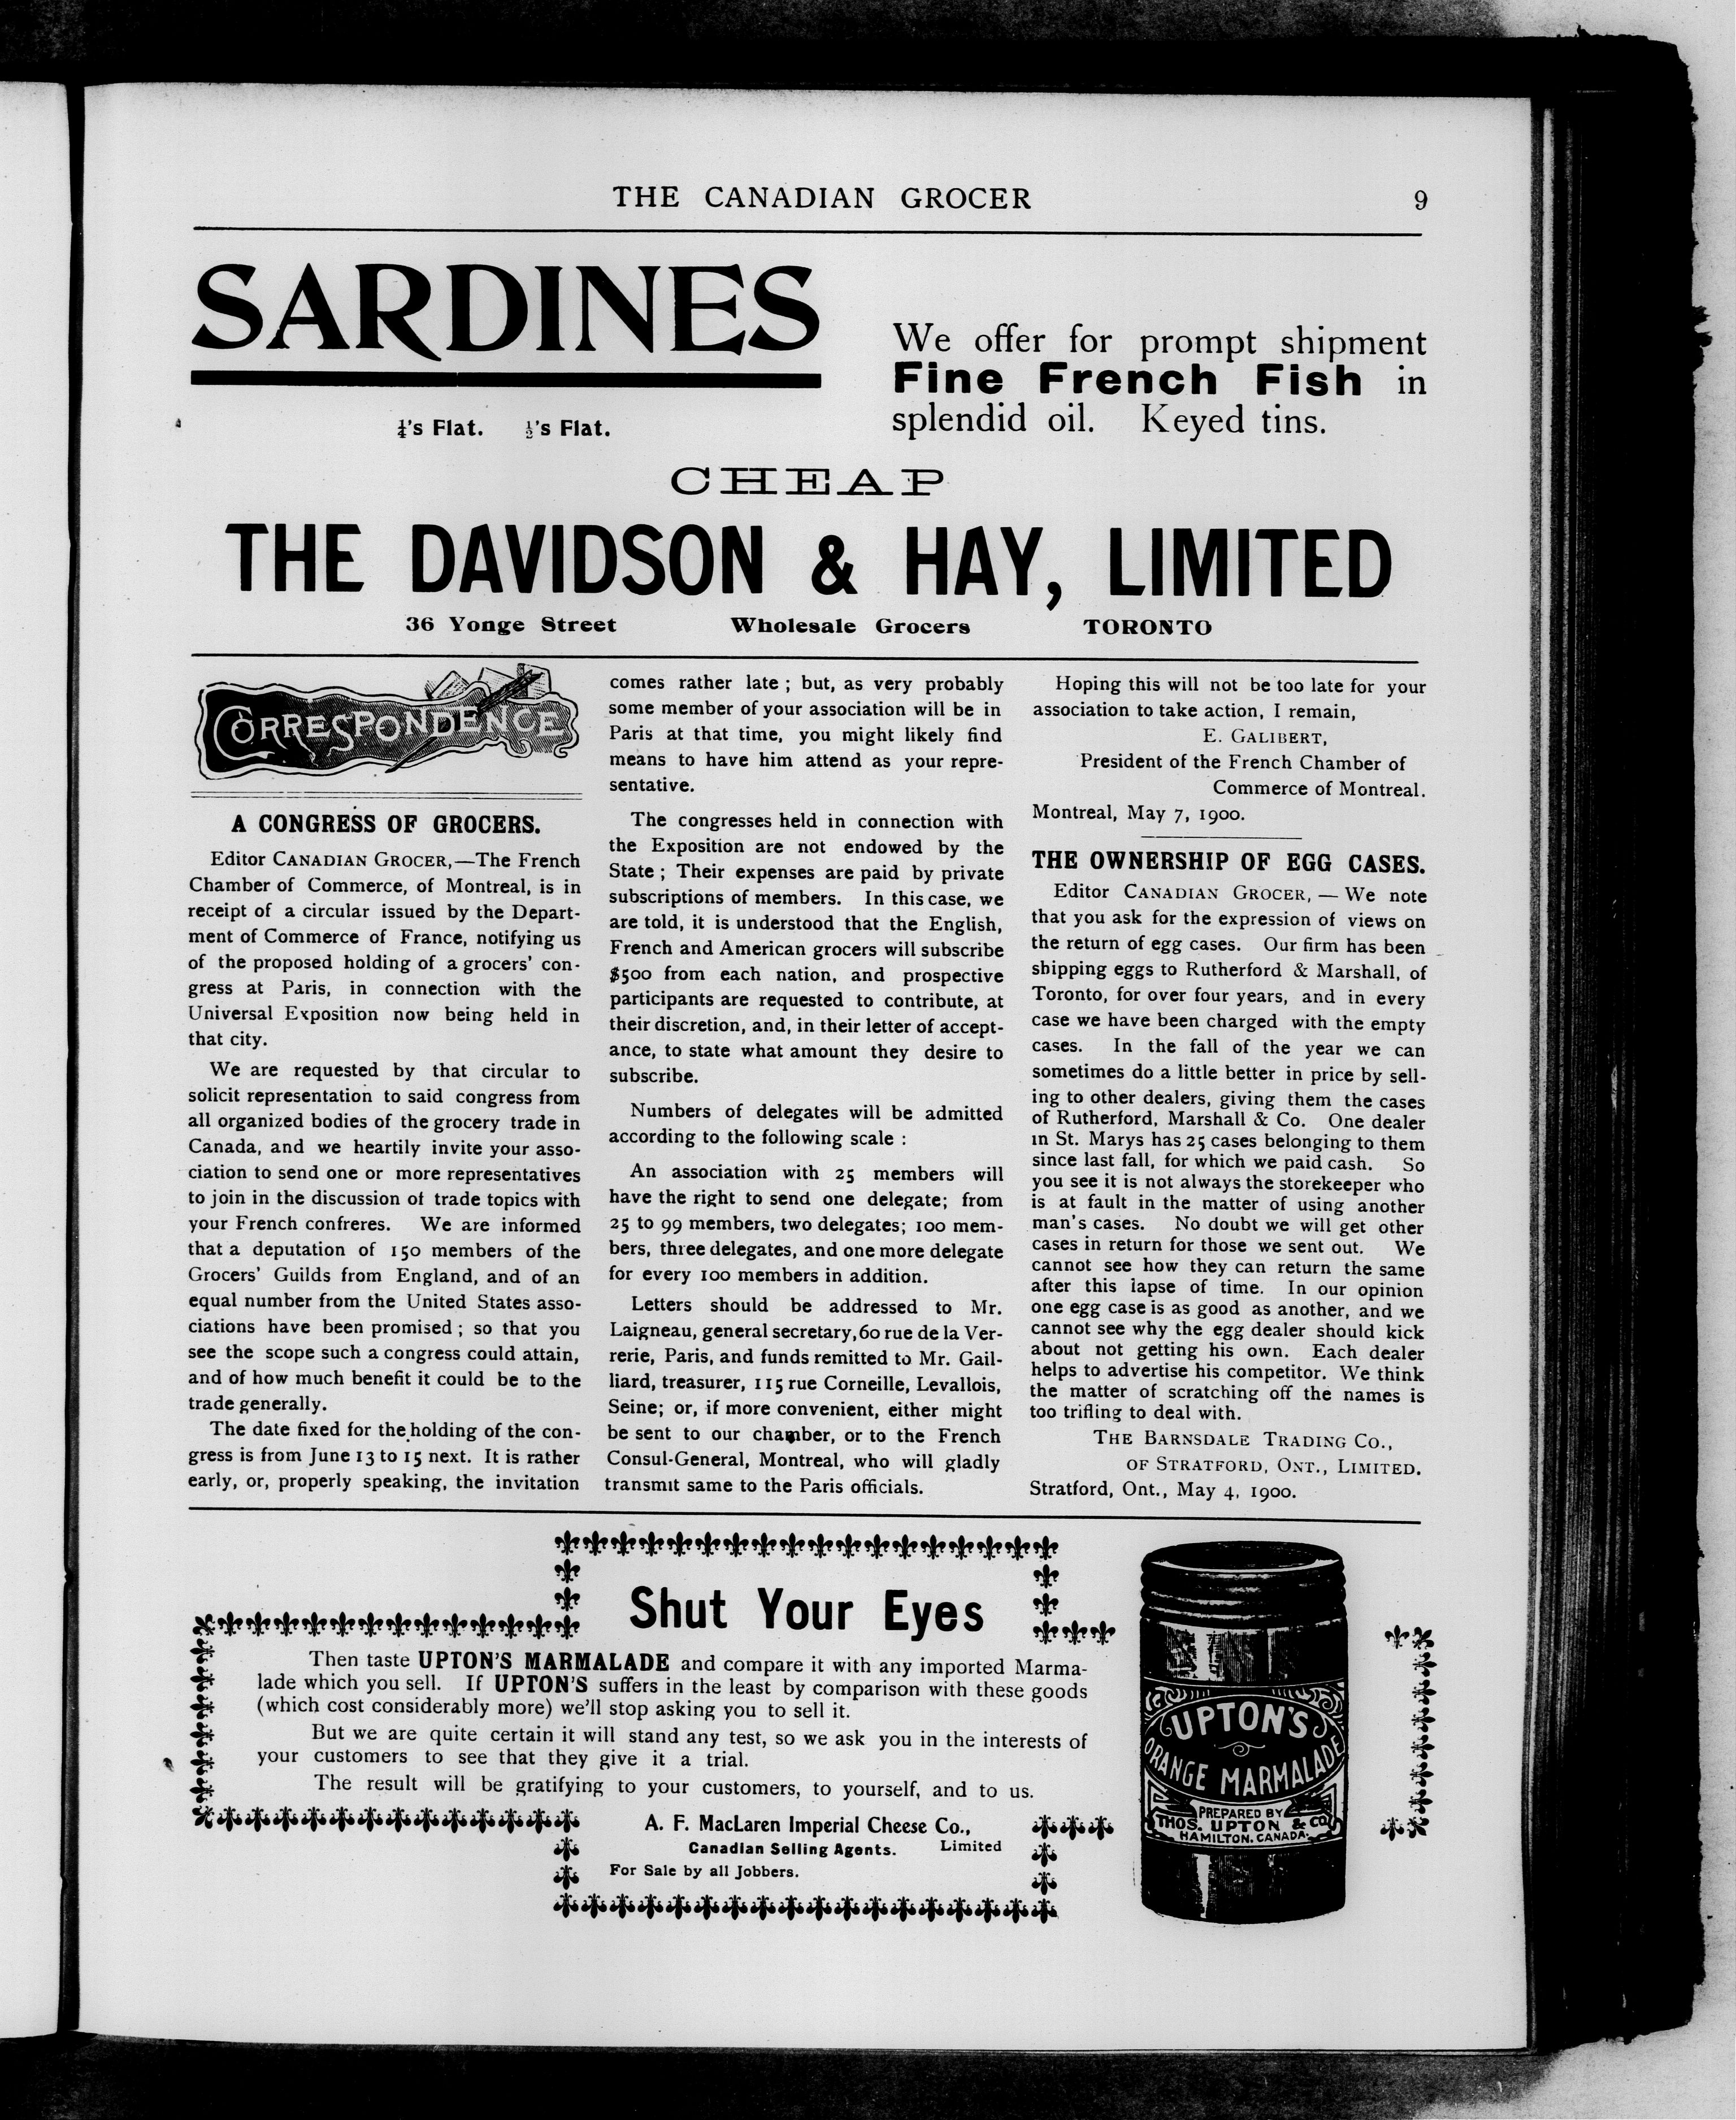 THE CANADIAN GROCER 9
SARDINES
¼'s Flat. ½'s Flat.
We offer for prompt shipment
Fine French Fish in
splendid oil. Keyed tins.
CHEAP
THE DAVIDSON & HAY, LIMITED
36 Yonge Street Wholesale Grocers TORONTO
CORRESPONDENCE
A CONGRESS OF GROCERS.
Editor CANADIAN GROCER,—The French
Chamber of Commerce, of Montreal, is in
receipt of a circular issued by the Depart-
ment of Commerce of France, notifying us
of the proposed holding of a grocers' con-
gress at Paris, in connection with the
Universal Exposition now being held in
that city.
We are requested by that circular to
solicit representation to said congress from
all organized bodies of the grocery trade in
Canada, and we heartily invite your asso-
ciation to send one or more representatives
to join in the discussion of trade topics with
your French confreres. We are informed
that a deputation of 150 members of the
Grocers' Guilds from England, and of an
equal number from the United States asso-
ciations have been promised; so that you
see the scope such a congress could attain,
and of how much benefit it could be to the
trade generally.
The date fixed for the holding of the con-
gress is from June 13 to 15 next. It is rather
early, or, properly speaking, the invitation
comes rather late; but, as very probably
some member of your association will be in
Paris at that time, you might likely find
means to have him attend as your repre-
sentative.
The congresses held in connection with
the Exposition are not endowed by the
State; Their expenses are paid by private
subscriptions of members. In this case, we
are told, it is understood that the English,
French and American grocers will subscribe
$500 from each nation, and prospective
participants are requested to contribute, at
their discretion, and, in their letter of accept-
ance, to state what amount they desire to
subscribe.
Numbers of delegates will be admitted
according to the following scale:
An association with 25 members will
have the right to send one delegate; from
25 to 99 members, two delegates; 100 mem-
bers, three delegates, and one more delegate
for every 100 members in addition.
Letters should be addressed to Mr.
Laigneau, general secretary, 60 rue de la Ver-
rerie, Paris, and funds remitted to Mr. Gail-
liard, treasurer, 115 rue Corneille, Levallois,
Seine; or, if more convenient, either might
be sent to our chamber, or to the French
Consul-General, Montreal, who will gladly
transmit same to the Paris officials.
Hoping this will not be too late for your
association to take action, I remain,
E. GALIBERT,
President of the French Chamber of
Commerce of Montreal.
Montreal, May 7, 1900.
THE OWNERSHIP OF EGG CASES.
Editor CANADIAN GROCER,—We note
that you ask for the expression of views on
the return of egg cases. Our firm has been
shipping eggs to Rutherford & Marshall, of
Toronto, for over four years, and in every
case we have been charged with the empty
cases. In the fall of the year we can
sometimes do a little better in price by sell-
ing to other dealers, giving them the cases
of Rutherford, Marshall & Co. One dealer
in St. Marys has 25 cases belonging to them
since last fall, for which we paid cash. So
you see it is not always the storekeeper who
is at fault in the matter of using another
man's cases. No doubt we will get other
cases in return for those we sent out. We
cannot see how they can return the same
after this lapse of time. In our opinion
one egg case is as good as another, and we
cannot see why the egg dealer should kick
about not getting his own. Each dealer
helps to advertise his competitor. We think
the matter of scratching off the names is
too trifling to deal with.
THE BARNSDALE TRADING CO.,
OF STRATFORD, ONT., LIMITED.
Stratford, Ont., May 4, 1900.
Shut Your Eyes
Then taste UPTON'S MARMALADE and compare it with any imported Marma-
lade which you sell. If UPTON'S suffers in the least by comparison with these goods
(which cost considerably more) we'll stop asking you to sell it.
But we are quite certain it will stand any test, so we ask you in the interests of
your customers to see that they give it a trial.
The result will be gratifying to your customers, to yourself, and to us.
A. F. MacLaren Imperial Cheese Co.,
Canadian Selling Agents. Limited
For Sale by all Jobbers.
UPTON'S
ORANGE MARMALADE
PREPARED BY
THOS. UPTON & CO.
HAMILTON, CANADA.